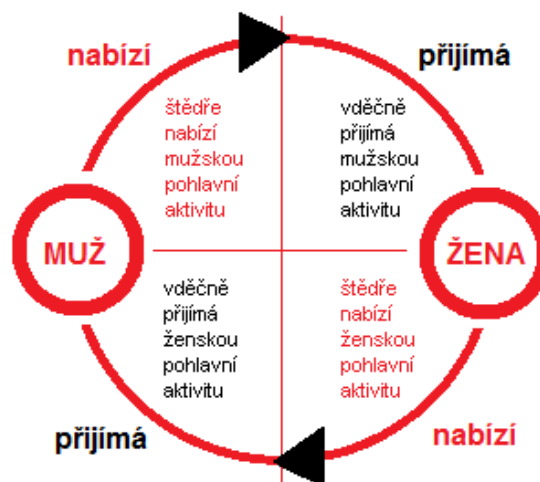 nabízí
přijímá
štědře
nabízí
mužskou
pohlavní
aktivitu
vděčně
přijímá
mužskou
pohlavní
aktivitu
MUŽ
ŽENA
vděčně
přijímá
ženskou
pohlavní
aktivitu
štědře
nabízí
ženskou
pohlavní
aktivitu
přijímá
nabízí